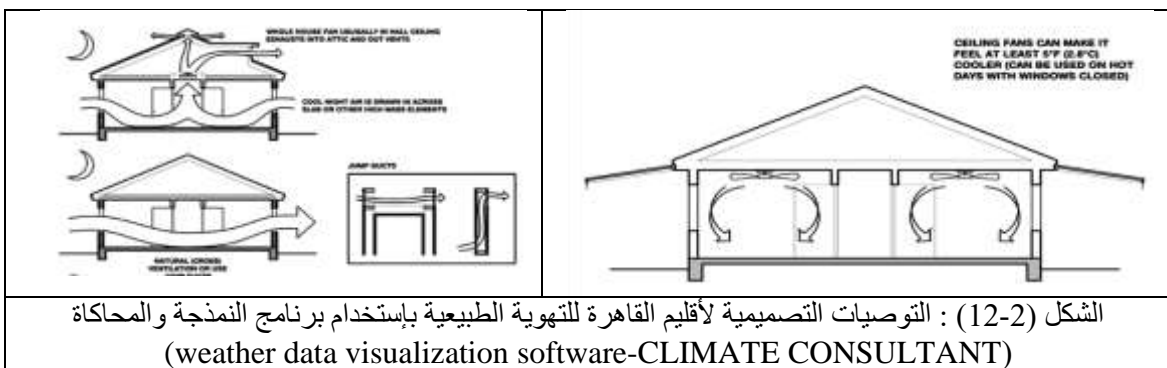 WHOLE HOUSE FAN USUALLY IN HALL CEILING
EXHAUSTS INTO ATTIC AND OUT VENTS
COOL NIGHT AIR IS DRAWN IN ACROSS
SLAB OR OTHER HIGH MASS ELEMENTS
JUMP DUCTS
NATURAL (CROSS)
VENTILATION OR USE
CEILING FANS CAN MAKE IT
FEEL AT LEAST 5°F (2.8°C)
COOLER (CAN BE USED ON HOT
DAYS WITH WINDOWS CLOSED)
الشكل (2-12) : التوصيات التصميمية لأقليم القاهرة للتهوية الطبيعية بإستخدام برنامج النمذجة والمحاكاة
(weather data visualization software-CLIMATE CONSULTANT)